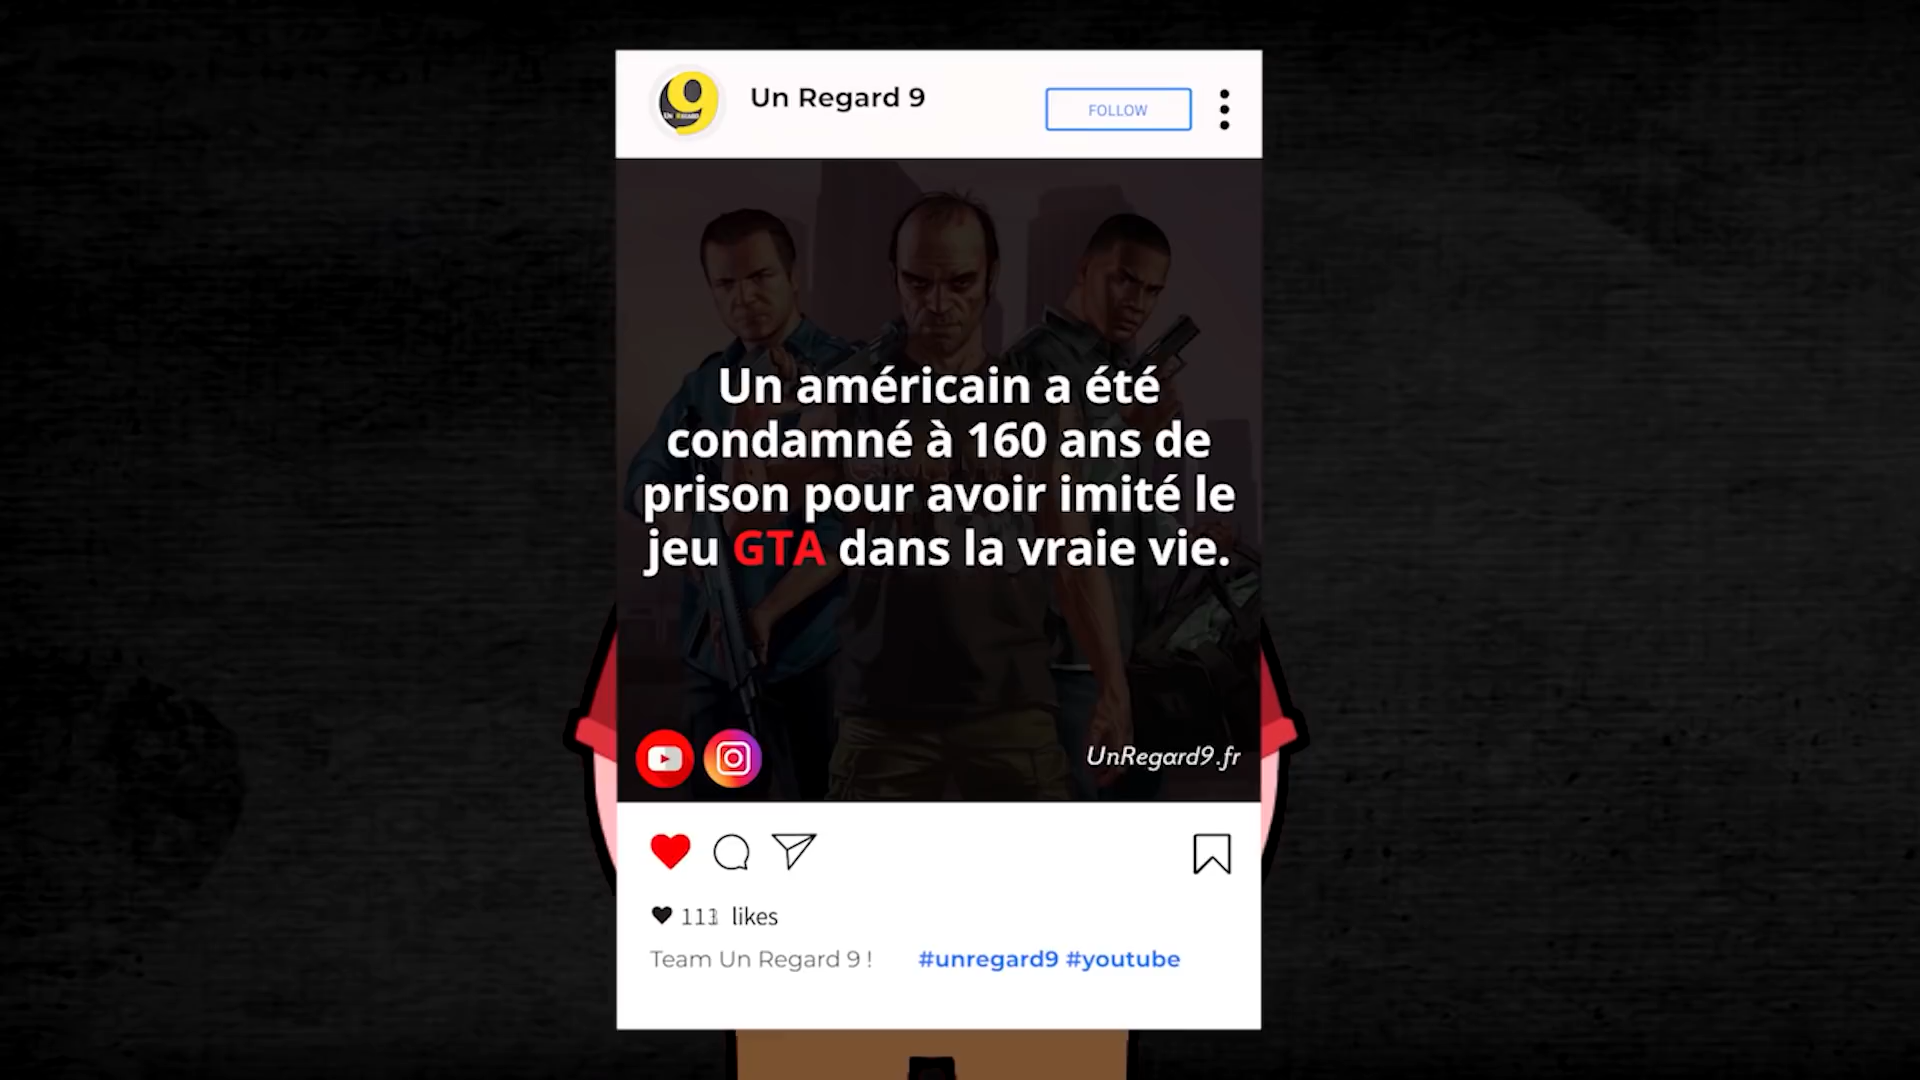 Un Regard 9
FOLLOW
Un américain a été
condamné à 160 ans de
prison pour avoir imité le
jeu GTA dans la vraie vie.
UnRegard9.fr
likes
Team Un Regard 9 ! #unregard9 #youtube